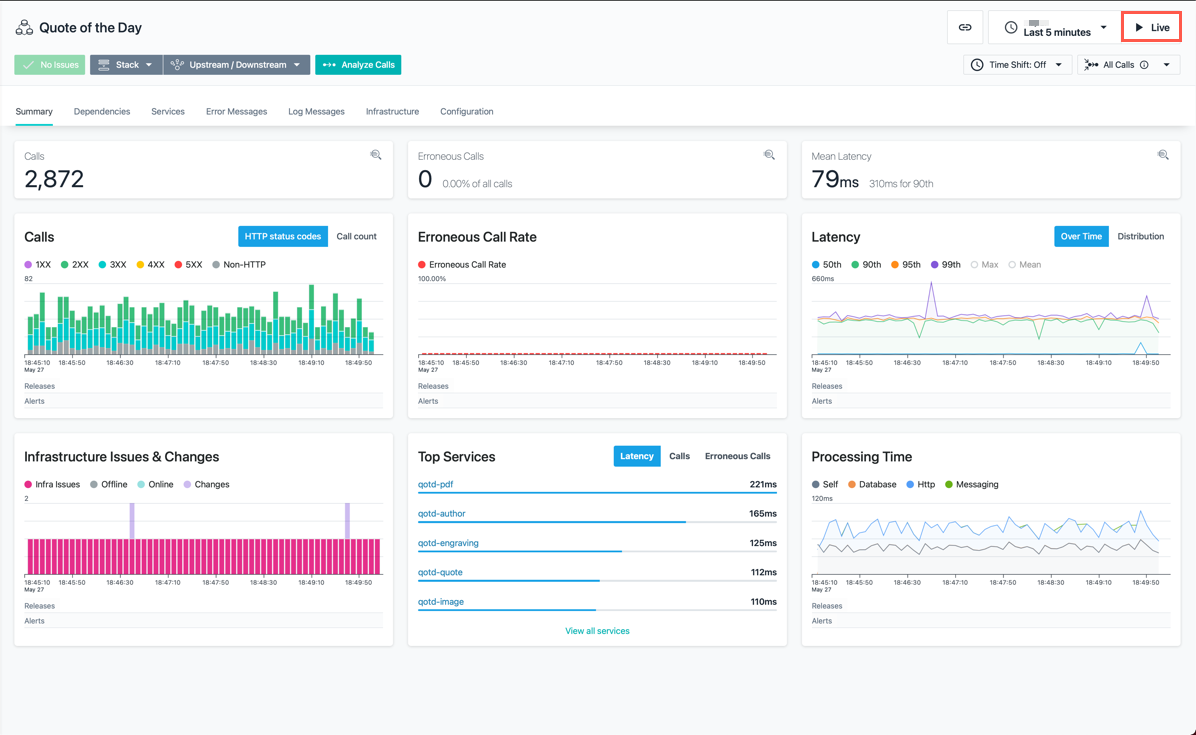 Quote of the Day
Last 5 minutes
Live
No Issues
Stack
Upstream / Downstream
Analyze Calls
Time Shift: Off
All Calls
Summary Dependencies Services Error Messages Log Messages Infrastructure Configuration
Calls
2,872
Erroneous Calls
0 0.00% of all calls
Mean Latency
79ms 310ms for 90th
Calls
HTTP status codes Call count
1XX 2XX 3XX 4XX 5XX Non-HTTP
82
18:45:10 18:45:50 18:46:30 18:47:10 18:47:50 18:48:30 18:49:10 18:49:50
May 27
Releases
Alerts
Erroneous Call Rate
Erroneous Call Rate
100.00%
18:45:10 18:45:50 18:46:30 18:47:10 18:47:50 18:48:30 18:49:10 18:49:50
May 27
Releases
Alerts
Latency
Over Time Distribution
50th 90th 95th 99th Max Mean
660ms
18:45:10 18:45:50 18:46:30 18:47:10 18:47:50 18:48:30 18:49:10 18:49:50
May 27
Releases
Alerts
Infrastructure Issues & Changes
Infra Issues Offline Online Changes
2
18:45:10 18:45:50 18:46:30 18:47:10 18:47:50 18:48:30 18:49:10 18:49:50
May 27
Releases
Alerts
Top Services
Latency Calls Erroneous Calls
qotd-pdf 221ms
qotd-author 165ms
qotd-engraving 125ms
qotd-quote 112ms
qotd-image 110ms
View all services
Processing Time
Self Database Http Messaging
120ms
18:45:10 18:45:50 18:46:30 18:47:10 18:47:50 18:48:30 18:49:10 18:49:50
May 27
Releases
Alerts